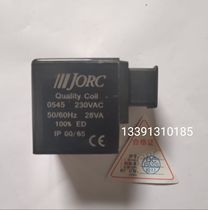 JORC
Quality Coil
0545 230VAC
50/60Hz 28VA
100% ED
IP 00/65
CE
13391310185